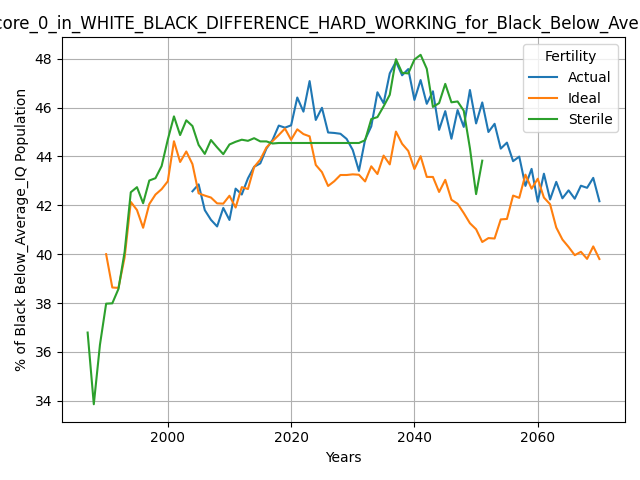 core_0_in_WHITE_BLACK_DIFFERENCE_HARD_WORKING_for_Black_Below_Ave
Fertility
Actual
Ideal
Sterile
% of Black Below_Average_IQ Population
48
46
44
42
40
38
36
34
2000
2020
2040
2060
Years